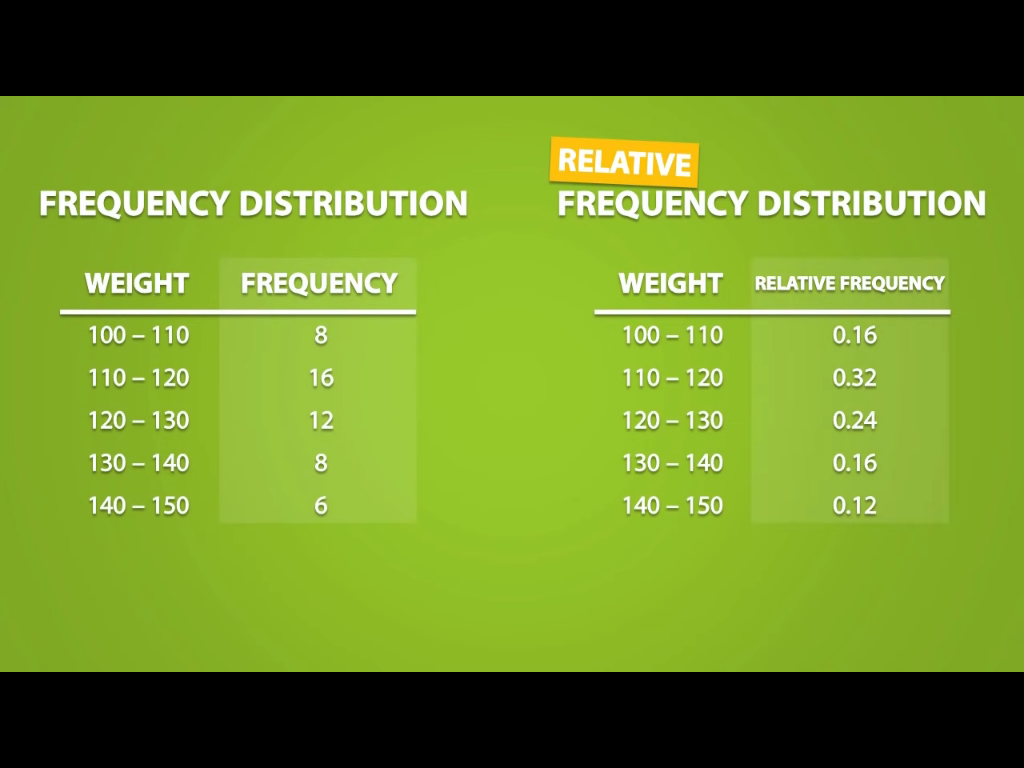 FREQUENCY DISTRIBUTION
WEIGHT FREQUENCY
100 – 110 8
110 – 120 16
120 – 130 12
130 – 140 8
140 – 150 6
RELATIVE
FREQUENCY DISTRIBUTION
WEIGHT RELATIVE FREQUENCY
100 – 110 0.16
110 – 120 0.32
120 – 130 0.24
130 – 140 0.16
140 – 150 0.12